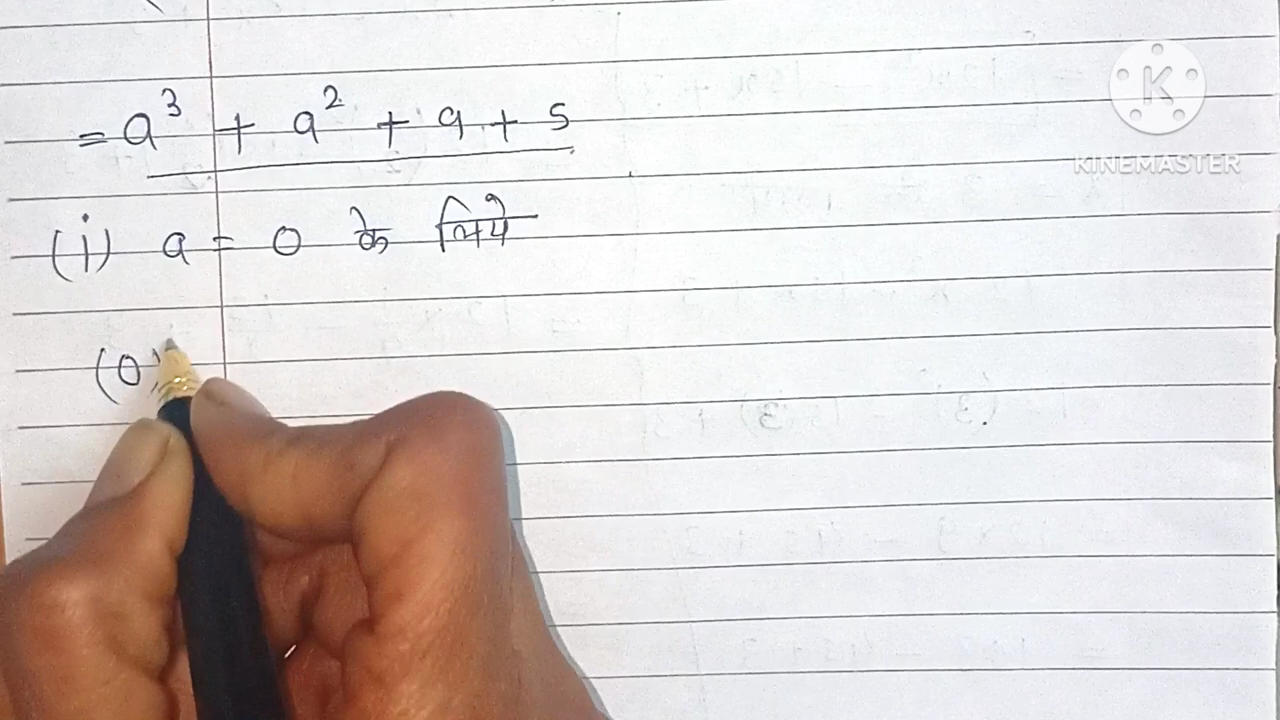 = a³ + a² + a + 5
(i) a = 0 के लिये
(0)
KINEMASTER